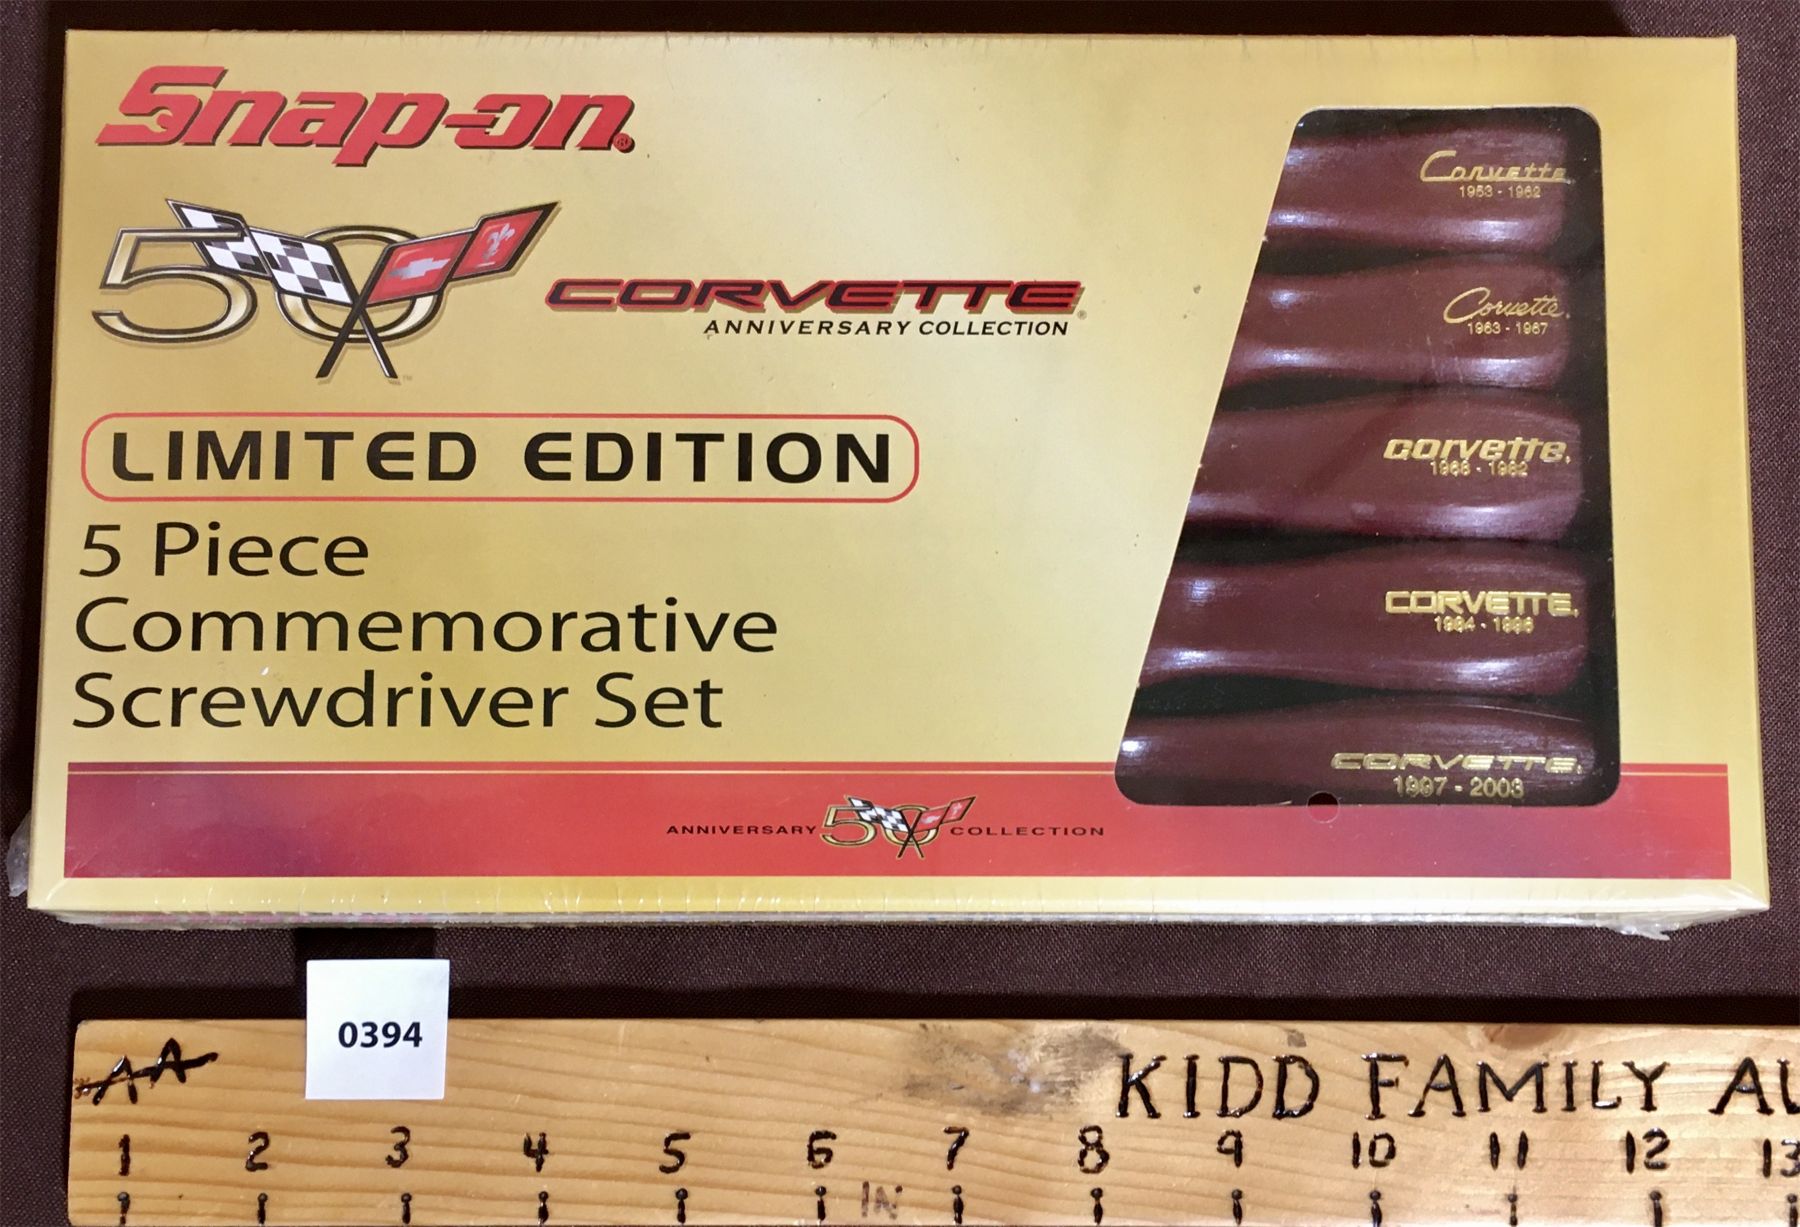 Snap-on®
50
CORVETTE®
ANNIVERSARY COLLECTION
LIMITED EDITION
5 Piece
Commemorative
Screwdriver Set
Corvette.
1953 - 1962
Corvette.
1963 - 1967
corvette.
1968 - 1982
CORVETTE.
1984 - 1996
CORVETTE.
1997 - 2003
ANNIVERSARY 50 COLLECTION
0394
AA
KIDD FAMILY AU
1 2 3 4 5 6 7 8 9 10 11 12 13
IN